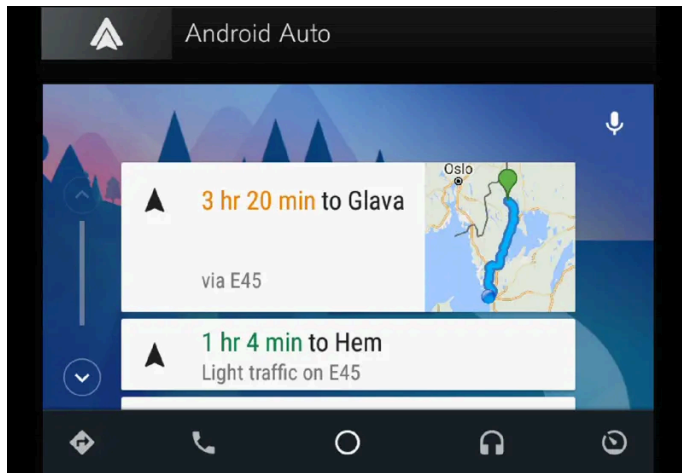 Android Auto
3 hr 20 min to Glava
via E45
Oslo
1 hr 4 min to Hem
Light traffic on E45